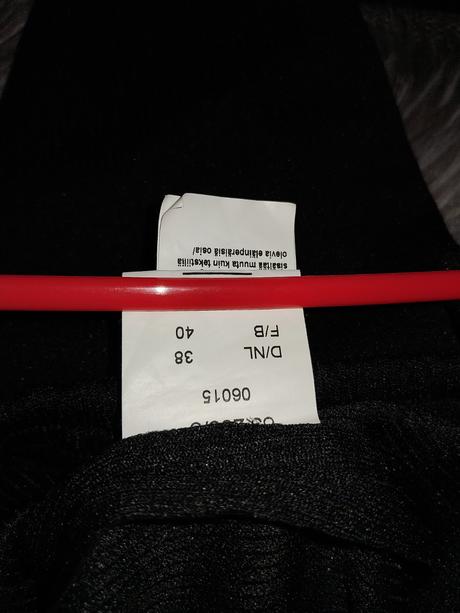 06015
D/NL 38
F/B 40
sisältää muuta kuin tekstiiliä
olevia eläinperäisiä osia/